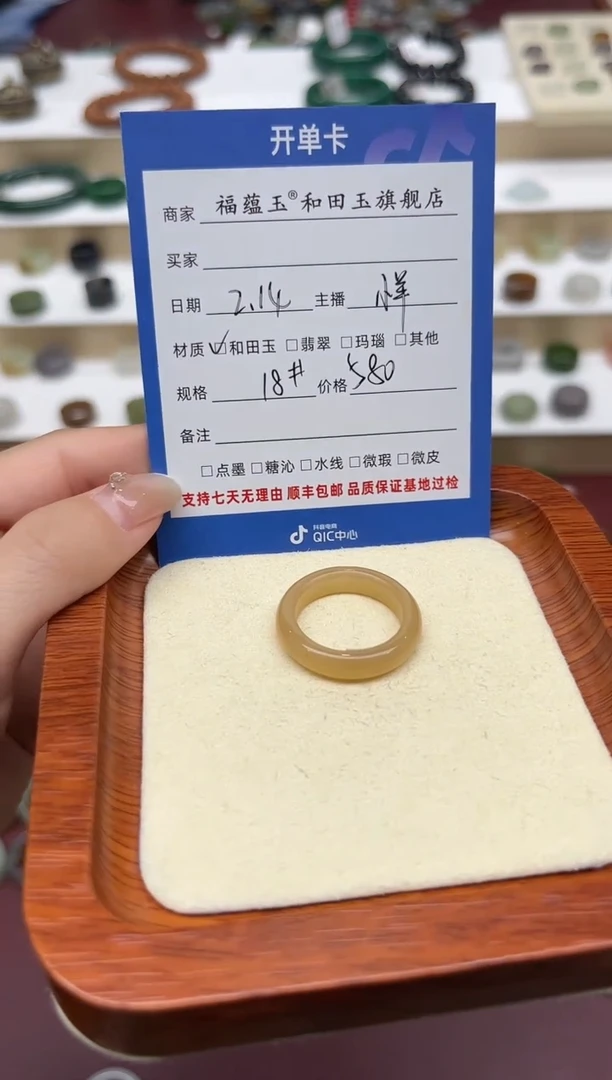 开单卡
商家 福蕴玉®和田玉旗舰店
买家
日期 2.14 主播 小羊
材质 ☑和田玉 □翡翠 □玛瑙 □其他
规格 18# 价格 580
备注
□点墨 □糖沁 □水线 □微瑕 □微皮
支持七天无理由 顺丰包邮 品质保证基地过检
抖音电商
QIC中心